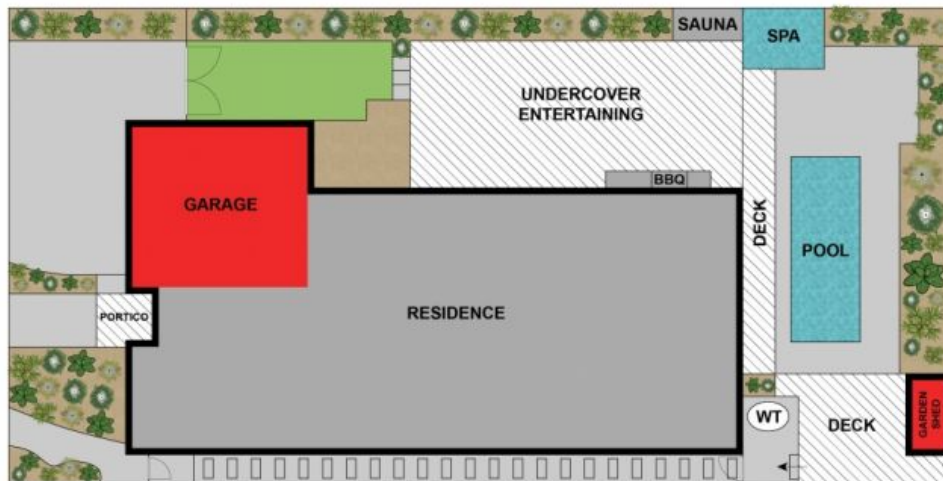 SAUNA
SPA
UNDERCOVER
ENTERTAINING
BBQ
GARAGE
DECK
POOL
RESIDENCE
PORTICO
WT
DECK
GARDEN
SHED